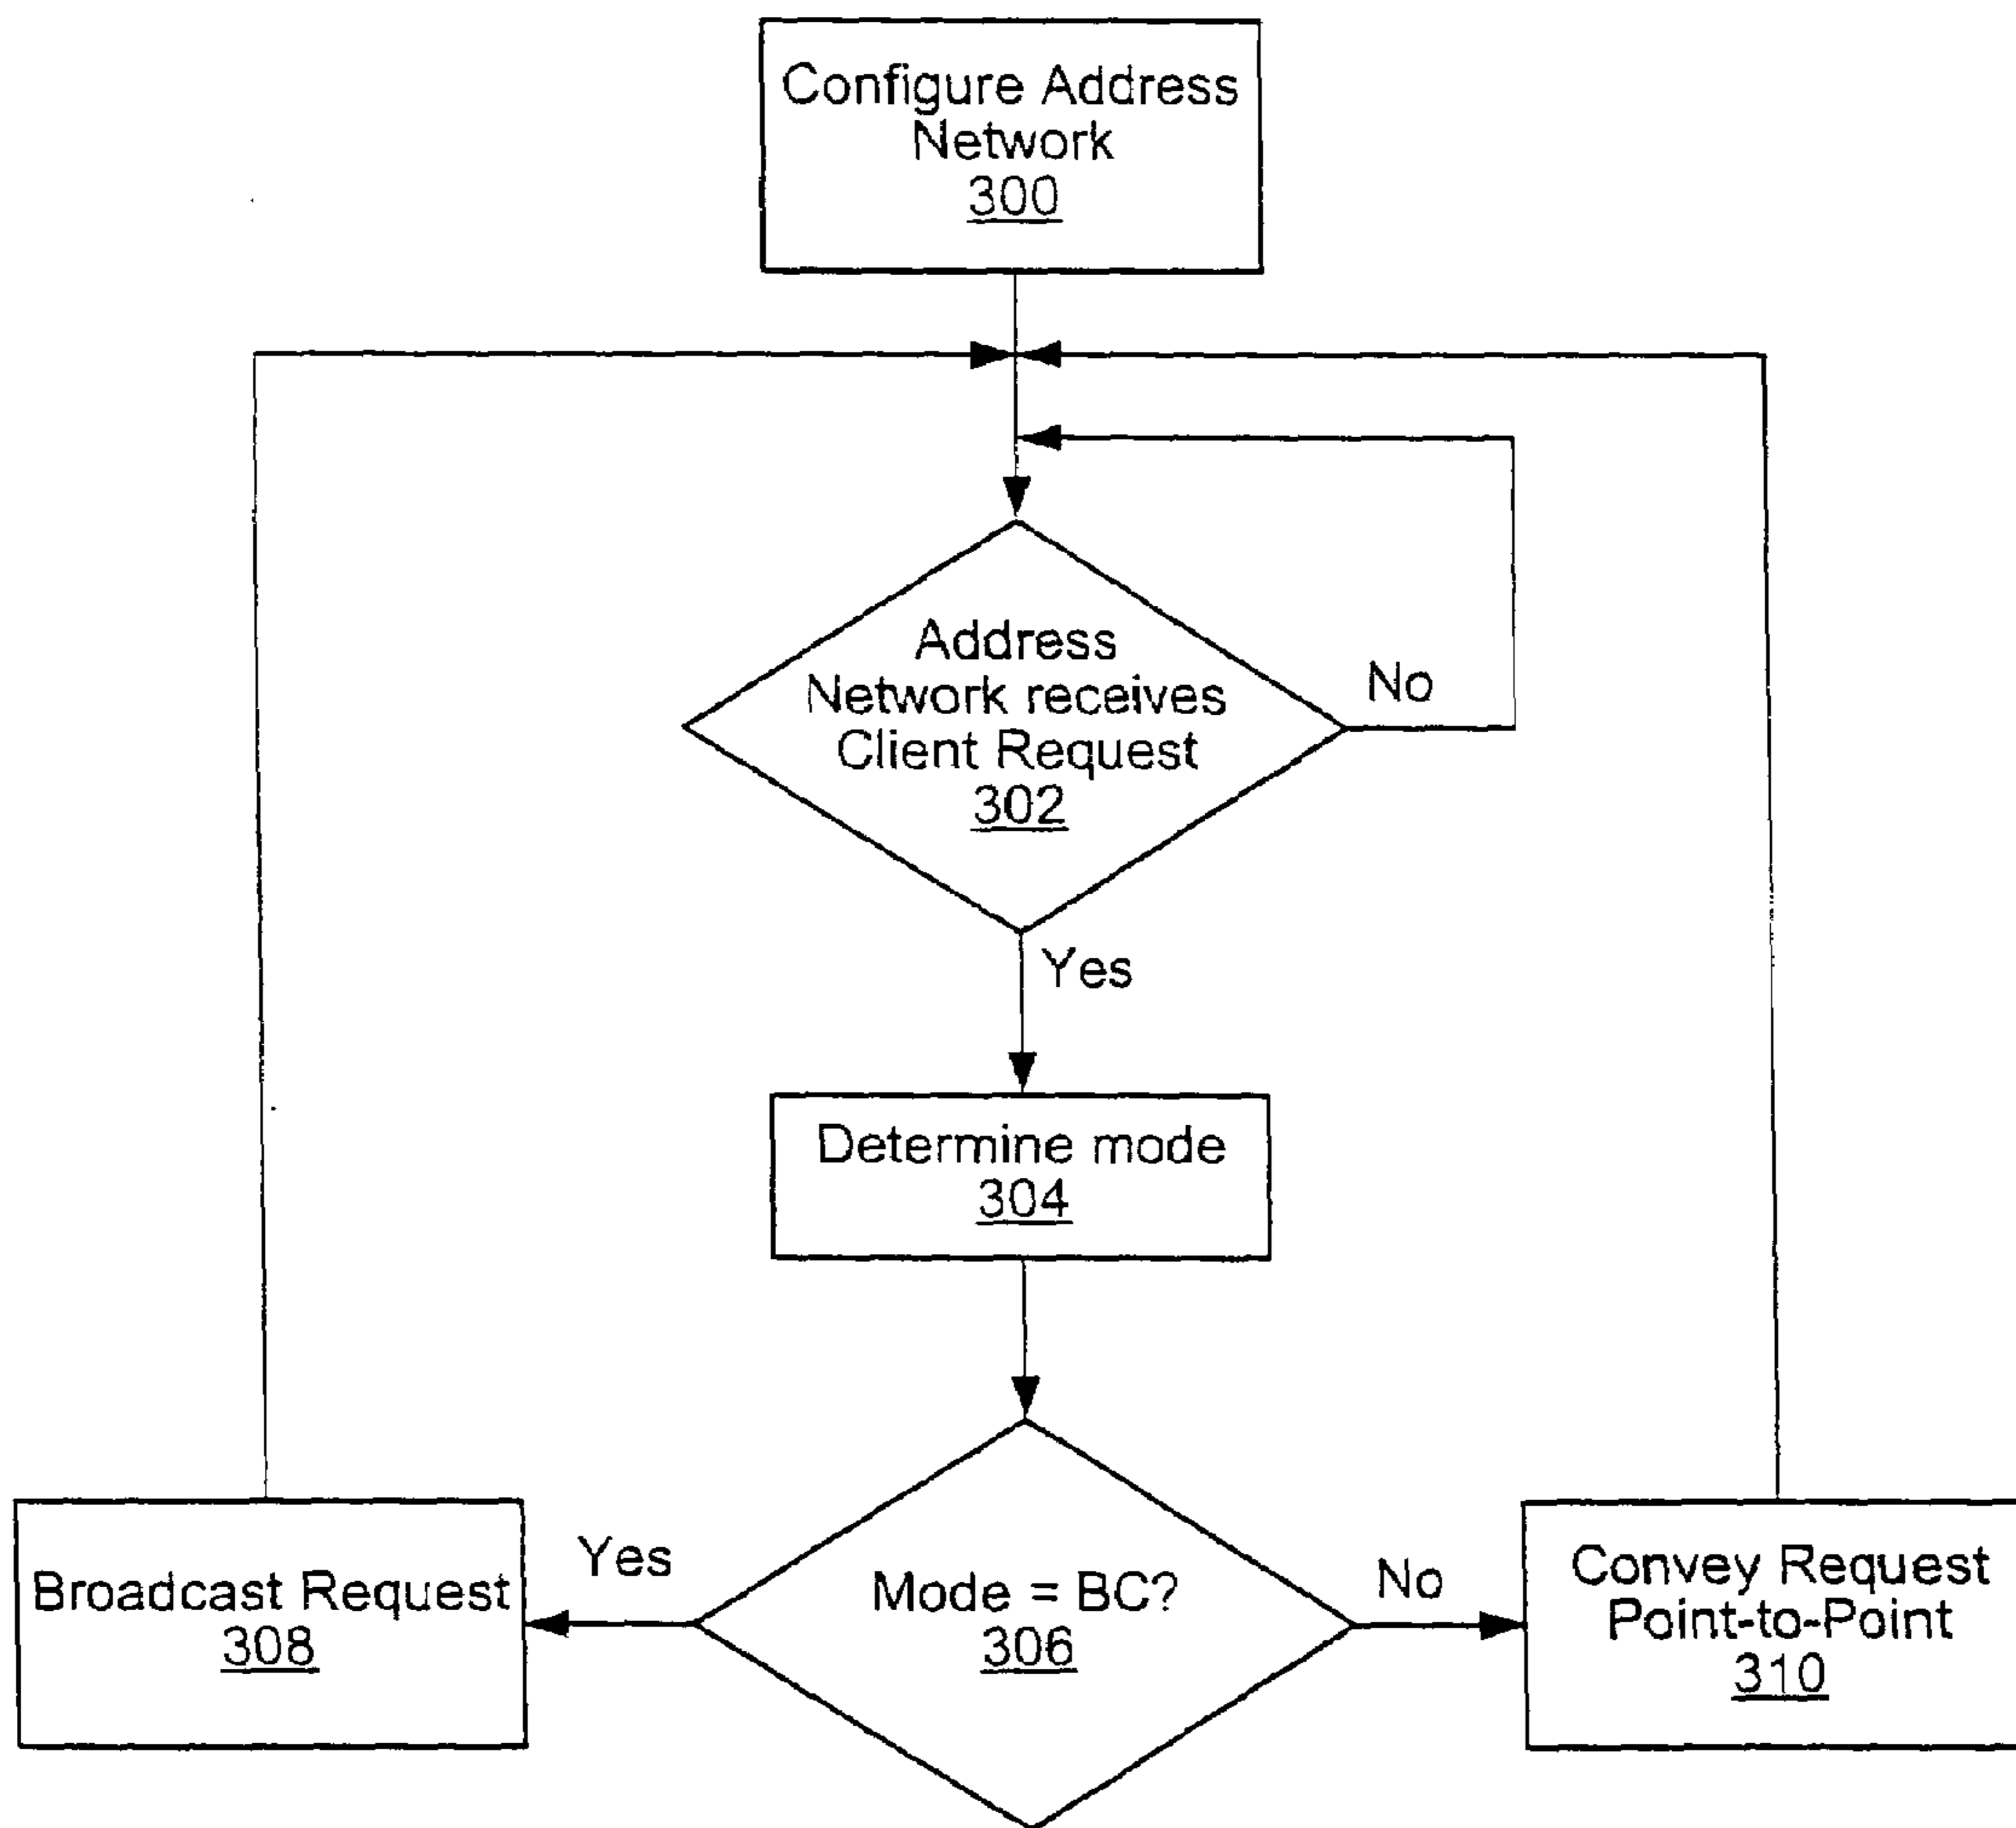 Configure Address
Network
300
Address
Network receives
Client Request
302
No
Yes
Determine mode
304
Yes
Broadcast Request
308
Mode = BC?
306
No
Convey Request
Point-to-Point
310